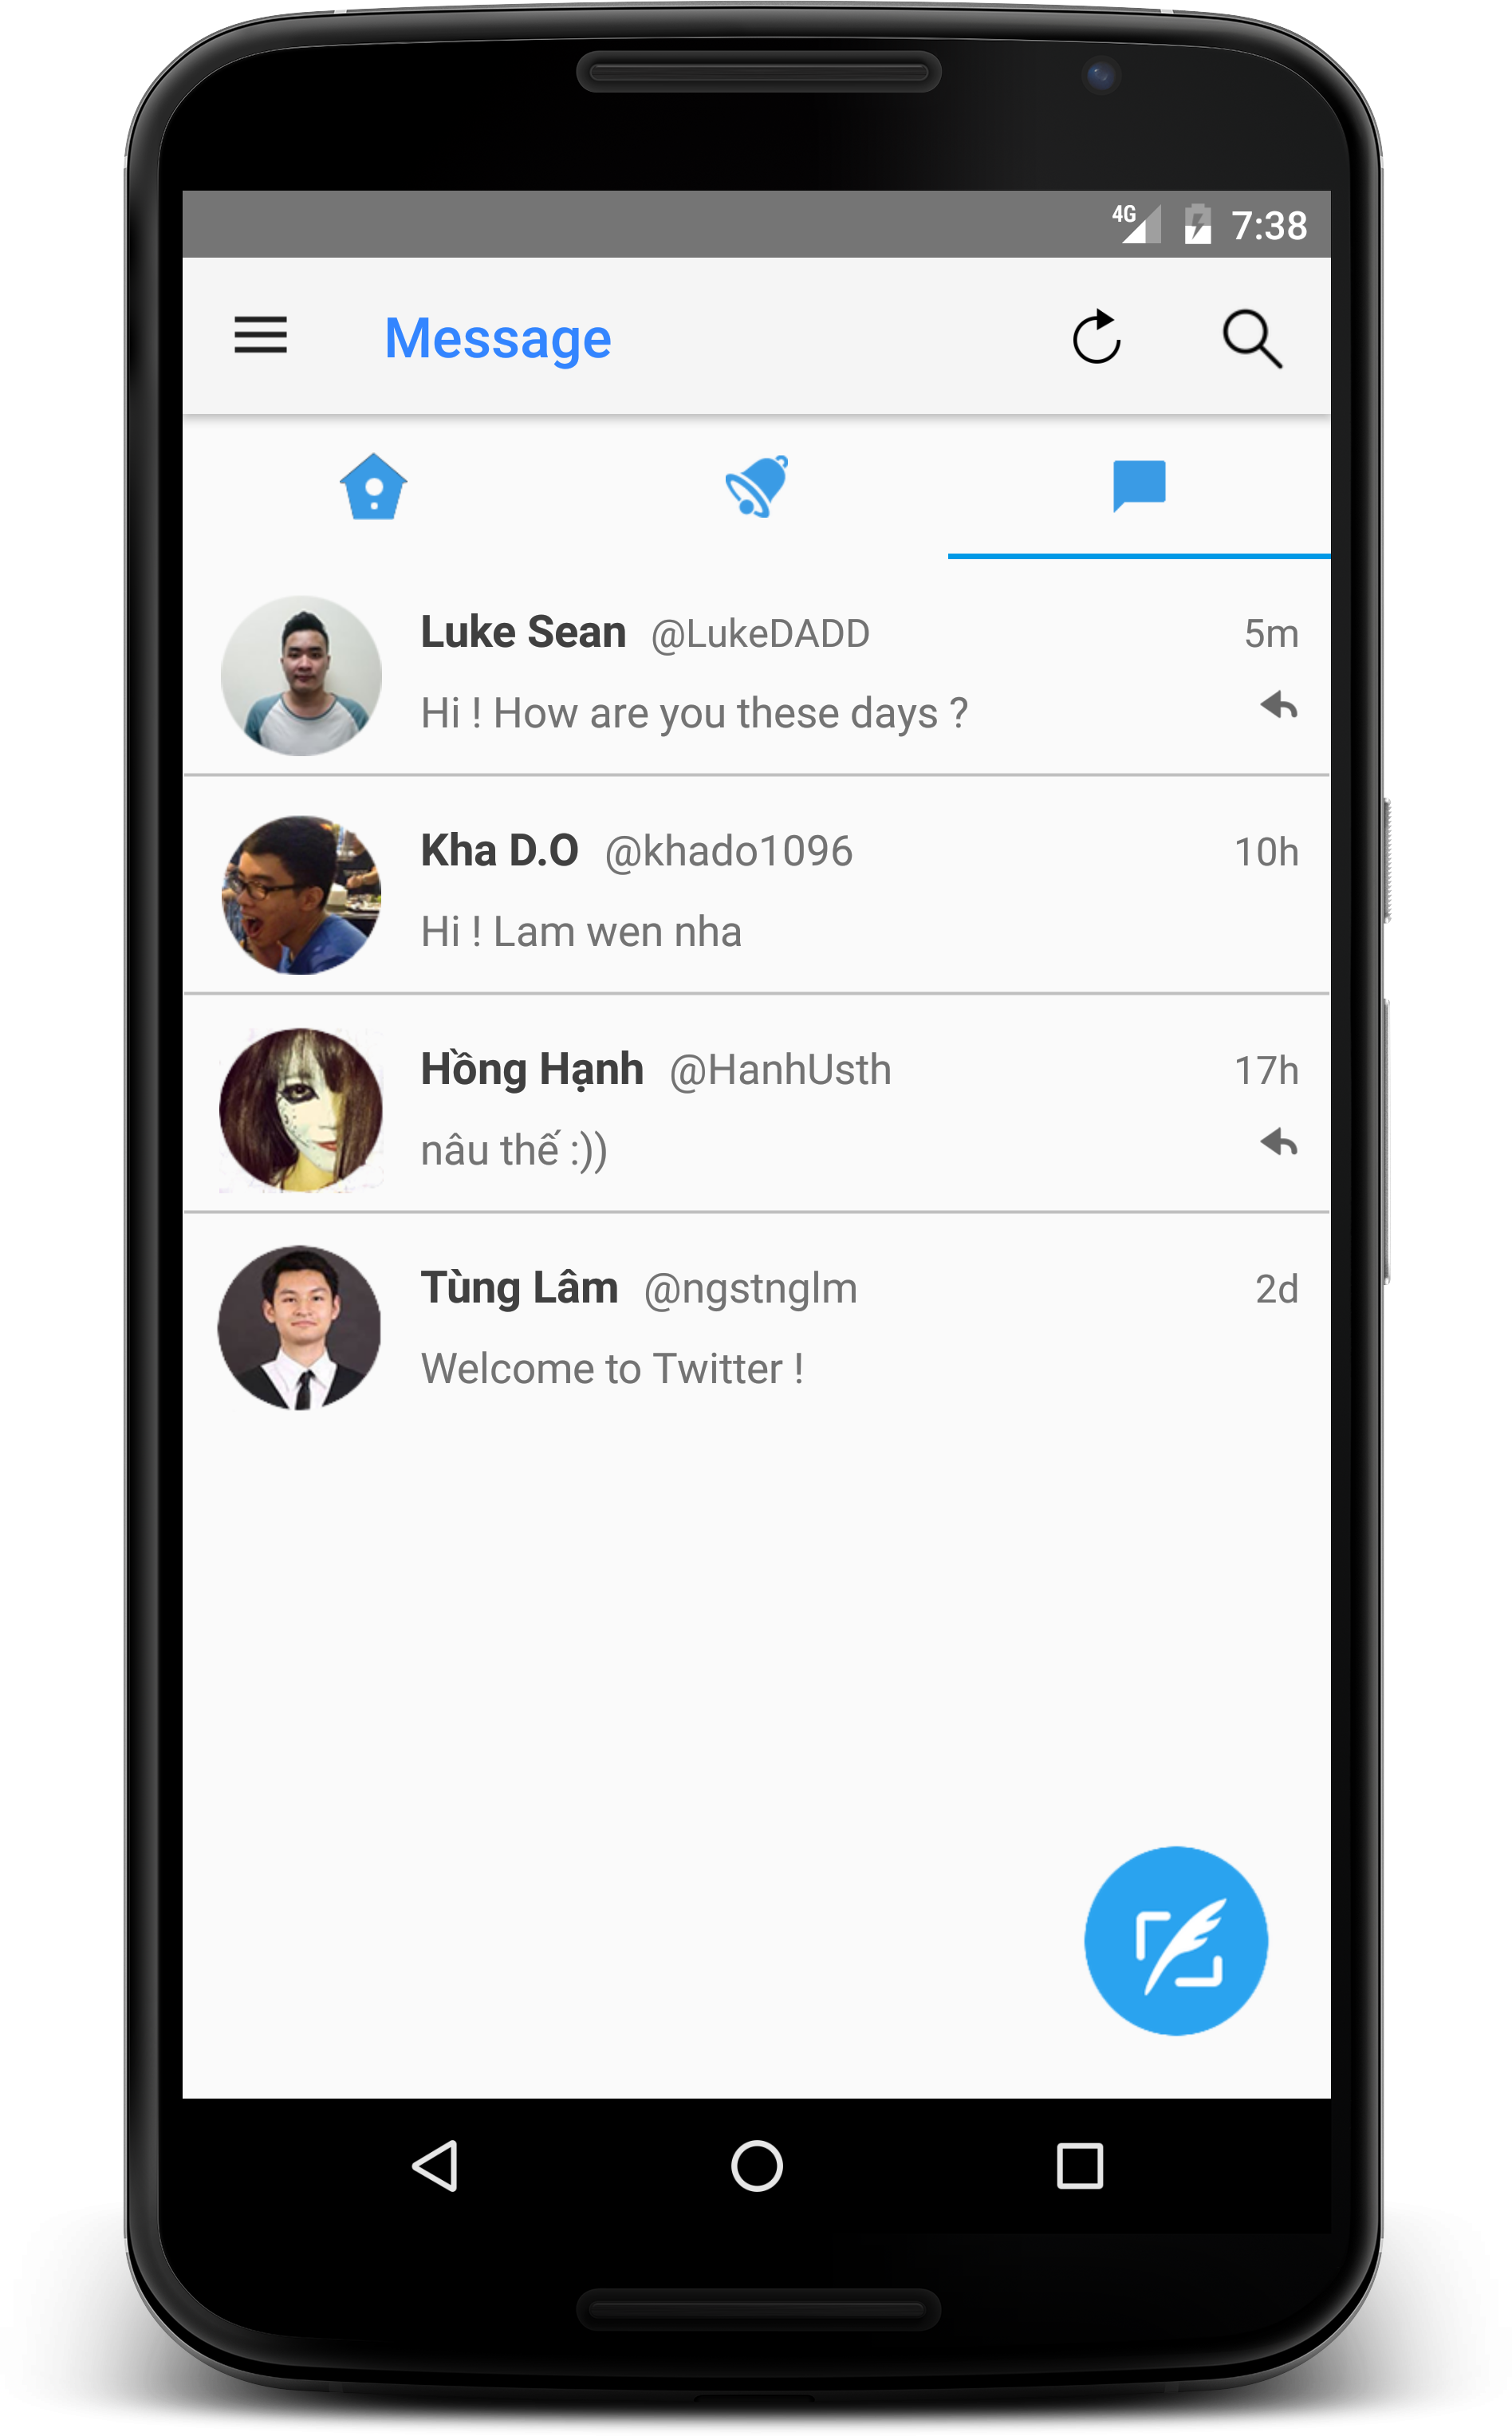 4G 7:38
Message
Luke Sean @LukeDADD 5m
Hi ! How are you these days ?
Kha D.O @khado1096 10h
Hi ! Lam wen nha
Hồng Hạnh @HanhUsth 17h
nâu thế :))
Tùng Lâm @ngstnglm 2d
Welcome to Twitter !